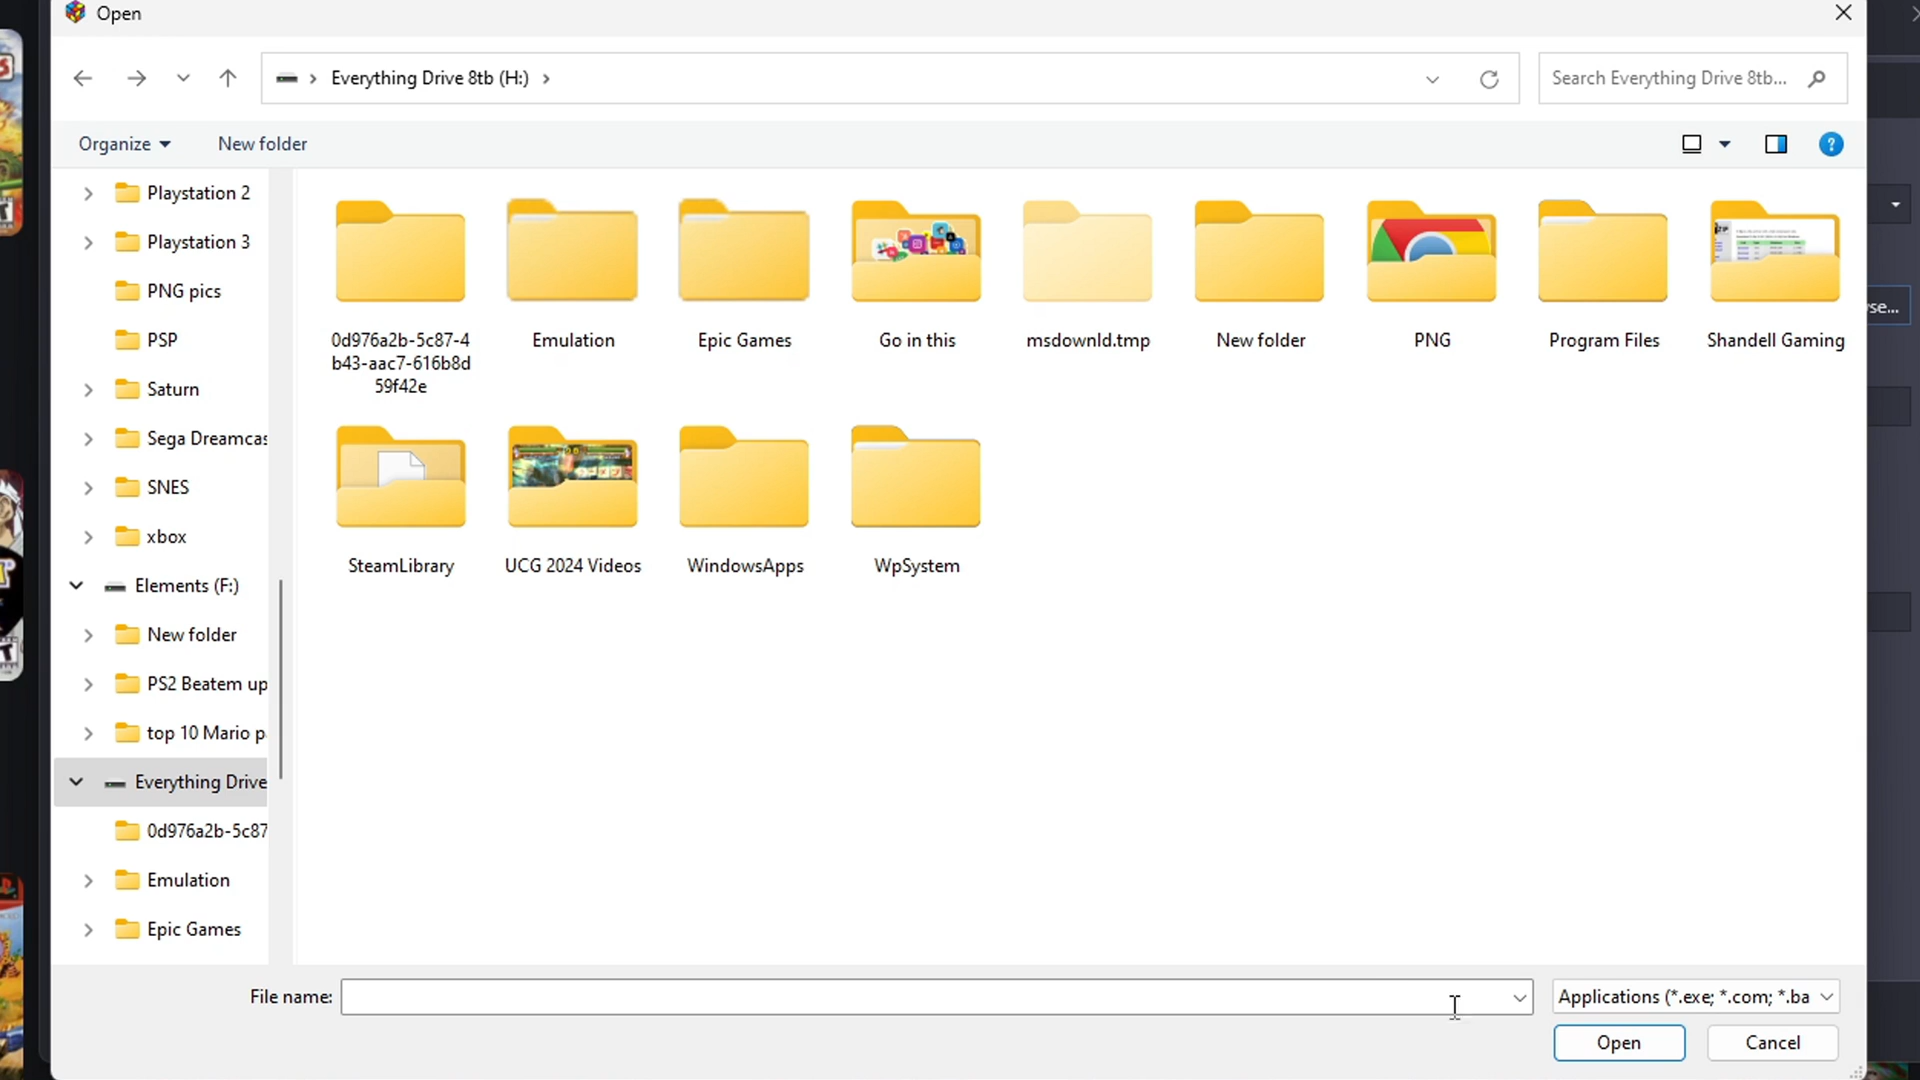 Open
Everything Drive 8tb (H:)
Search Everything Drive 8tb...
Organize
New folder
Playstation 2
Playstation 3
PNG pics
PSP
Saturn
Sega Dreamcas
SNES
xbox
Elements (F:)
New folder
PS2 Beatem up
top 10 Mario p
Everything Drive
0d976a2b-5c87
Emulation
Epic Games
0d976a2b-5c87-4
b43-aac7-616b8d
59f42e
Emulation
Epic Games
Go in this
msdownld.tmp
New folder
PNG
Program Files
Shandell Gaming
SteamLibrary
UCG 2024 Videos
WindowsApps
WpSystem
se...
File name:
Applications (*.exe; *.com; *.ba
Open
Cancel